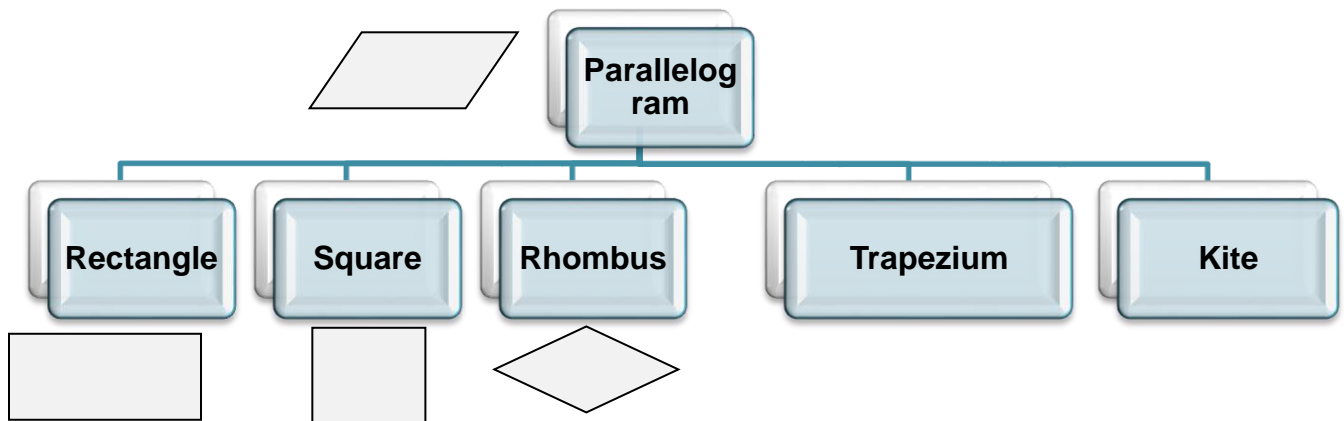 Parallelog
ram
Rectangle
Square
Rhombus
Trapezium
Kite